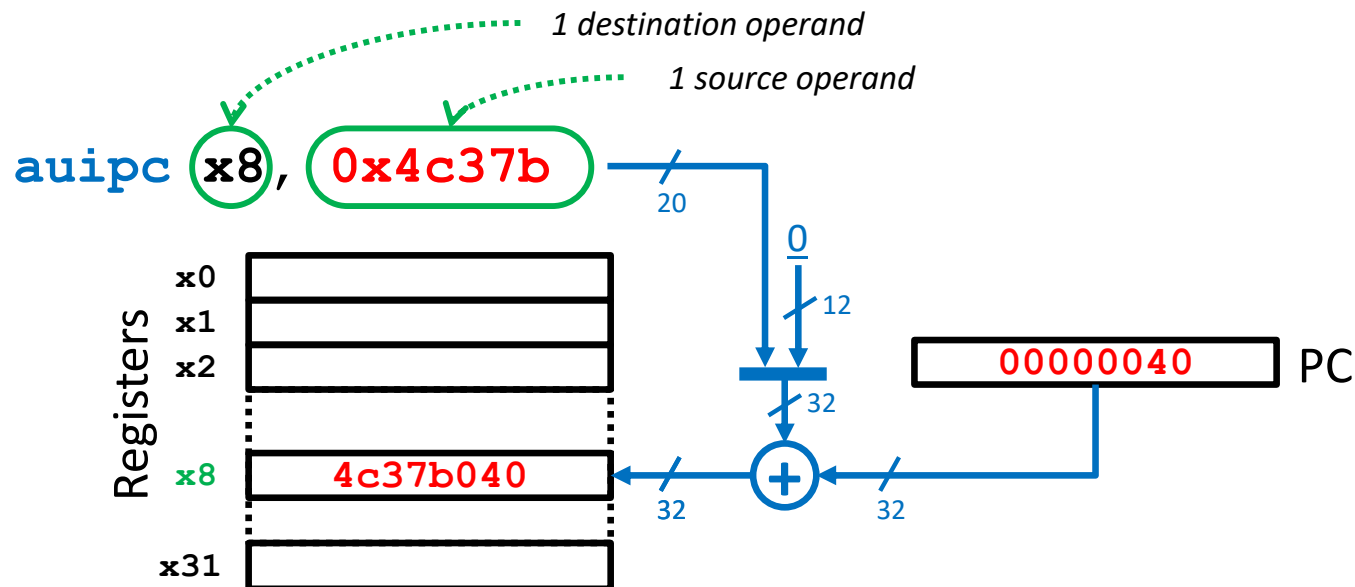 1 destination operand
1 source operand
auipc x8, 0x4c37b
20
0
12
x0
x1
x2
Registers
00000040 PC
32
x8 4c37b040 + 
32
32
x31